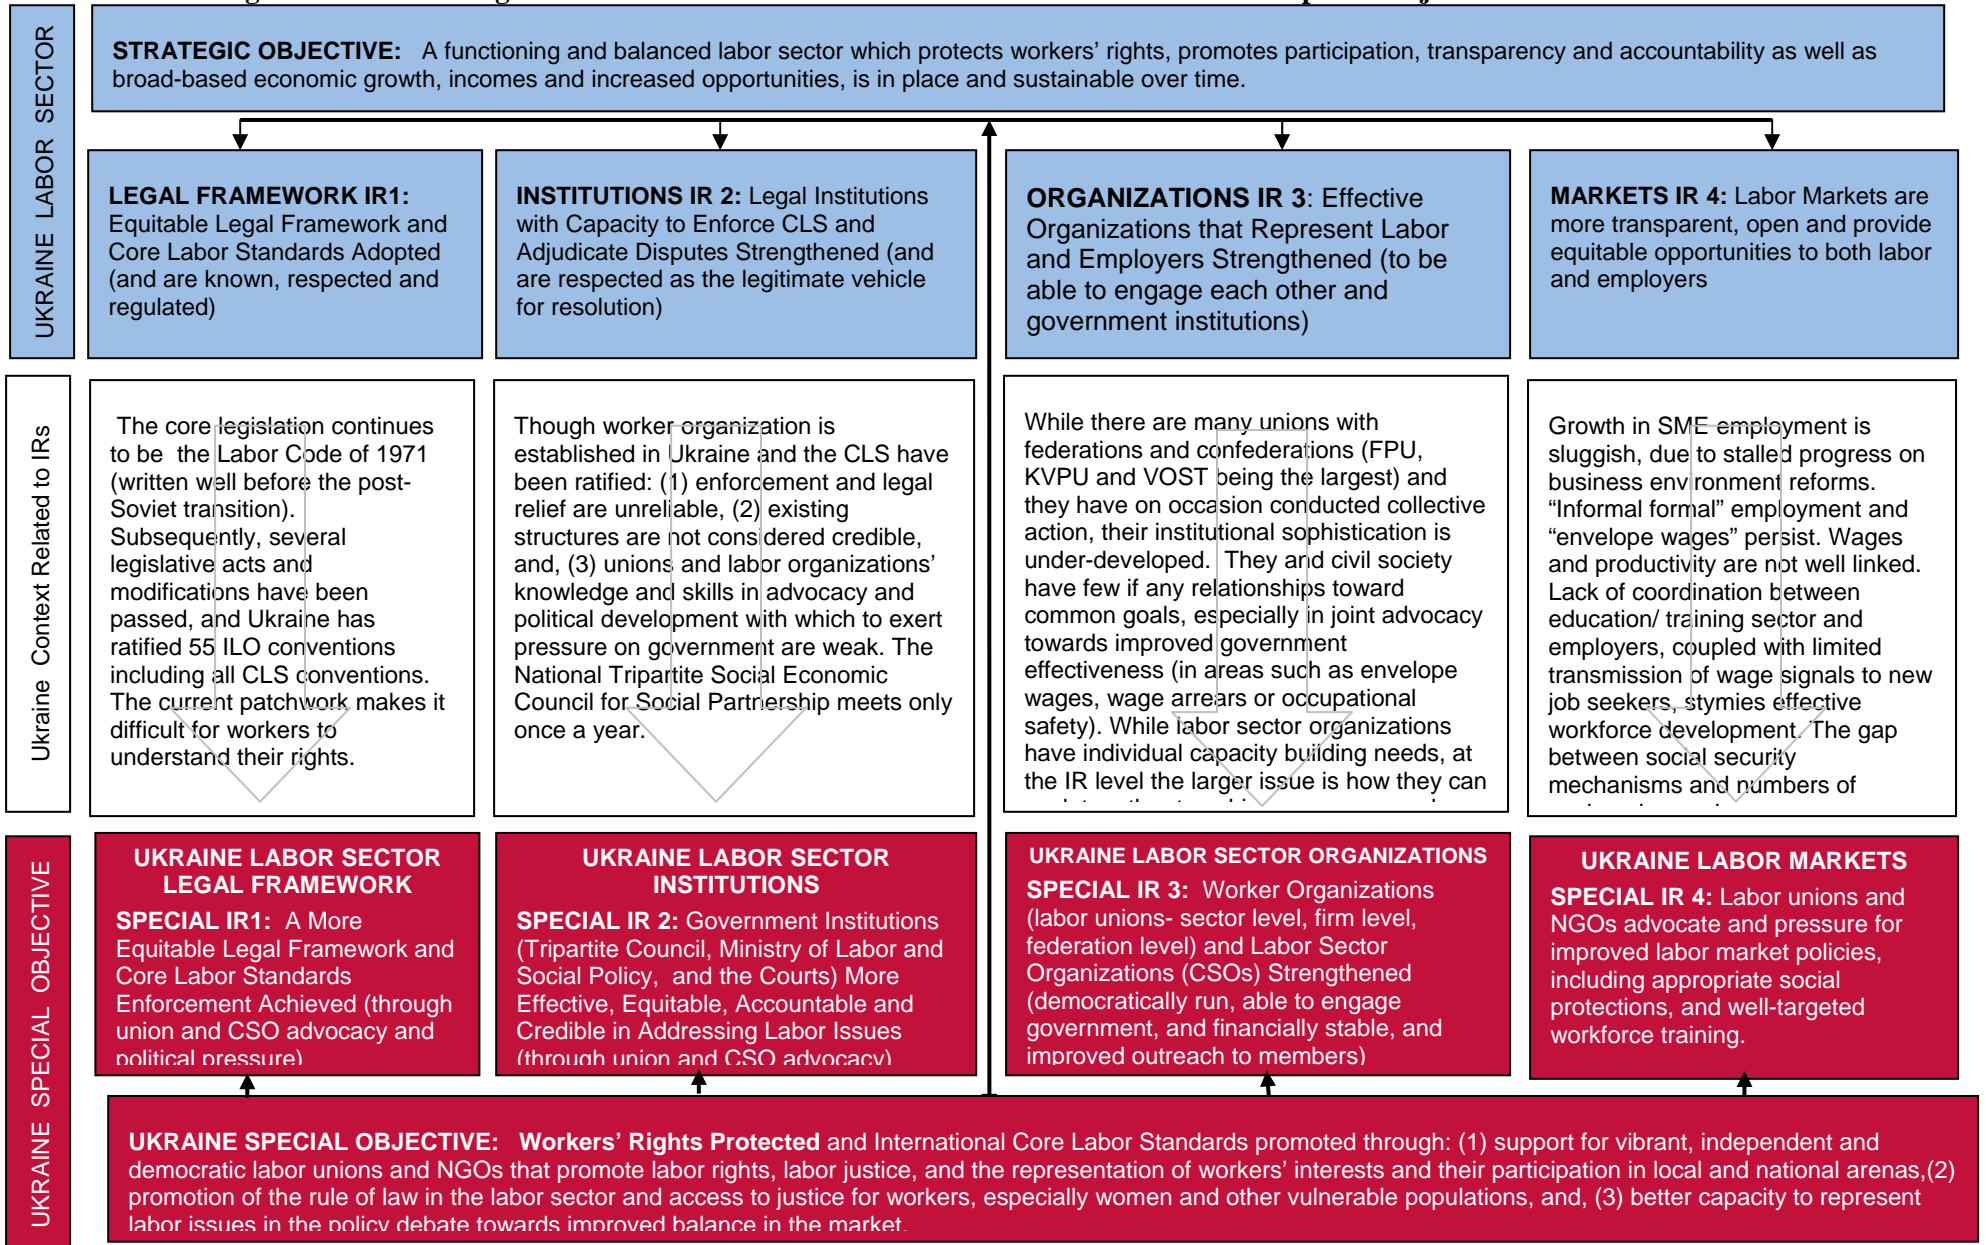 UKRAINE LABOR SECTOR
STRATEGIC OBJECTIVE: A functioning and balanced labor sector which protects workers’ rights, promotes participation, transparency and accountability as well as
broad-based economic growth, incomes and increased opportunities, is in place and sustainable over time.
LEGAL FRAMEWORK IR1:
Equitable Legal Framework and
Core Labor Standards Adopted
(and are known, respected and
regulated)
INSTITUTIONS IR 2: Legal Institutions
with Capacity to Enforce CLS and
Adjudicate Disputes Strengthened (and
are respected as the legitimate vehicle
for resolution)
ORGANIZATIONS IR 3: Effective
Organizations that Represent Labor
and Employers Strengthened (to be
able to engage each other and
government institutions)
MARKETS IR 4: Labor Markets are
more transparent, open and provide
equitable opportunities to both labor
and employers
Ukraine Context Related to IRs
The core legislation continues
to be the Labor Code of 1971
(written well before the post-
Soviet transition).
Subsequently, several
legislative acts and
modifications have been
passed, and Ukraine has
ratified 55 ILO conventions
including all CLS conventions.
The current patchwork makes it
difficult for workers to
understand their rights.
Though worker organization is
established in Ukraine and the CLS have
been ratified: (1) enforcement and legal
relief are unreliable, (2) existing
structures are not considered credible,
and, (3) unions and labor organizations’
knowledge and skills in advocacy and
political development with which to exert
pressure on government are weak. The
National Tripartite Social Economic
Council for Social Partnership meets only
once a year.
While there are many unions with
federations and confederations (FPU,
KVPU and VOST being the largest) and
they have on occasion conducted collective
action, their institutional sophistication is
under-developed. They and civil society
have few if any relationships toward
common goals, especially in joint advocacy
towards improved government
effectiveness (in areas such as envelope
wages, wage arrears or occupational
safety). While labor sector organizations
have individual capacity building needs, at
the IR level the larger issue is how they can
Growth in SME employment is
sluggish, due to stalled progress on
business environment reforms.
“Informal formal” employment and
“envelope wages” persist. Wages
and productivity are not well linked.
Lack of coordination between
education/ training sector and
employers, coupled with limited
transmission of wage signals to new
job seekers, stymies effective
workforce development. The gap
between social security
mechanisms and numbers of
UKRAINE SPECIAL OBJECTIVE
UKRAINE LABOR SECTOR
LEGAL FRAMEWORK
SPECIAL IR1: A More
Equitable Legal Framework and
Core Labor Standards
Enforcement Achieved (through
union and CSO advocacy and
political pressure)
UKRAINE LABOR SECTOR
INSTITUTIONS
SPECIAL IR 2: Government Institutions
(Tripartite Council, Ministry of Labor and
Social Policy, and the Courts) More
Effective, Equitable, Accountable and
Credible in Addressing Labor Issues
(through union and CSO advocacy)
UKRAINE LABOR SECTOR ORGANIZATIONS
SPECIAL IR 3: Worker Organizations
(labor unions- sector level, firm level,
federation level) and Labor Sector
Organizations (CSOs) Strengthened
(democratically run, able to engage
government, and financially stable, and
improved outreach to members)
UKRAINE LABOR MARKETS
SPECIAL IR 4: Labor unions and
NGOs advocate and pressure for
improved labor market policies,
including appropriate social
protections, and well-targeted
workforce training.
UKRAINE SPECIAL OBJECTIVE: Workers’ Rights Protected and International Core Labor Standards promoted through: (1) support for vibrant, independent and
democratic labor unions and NGOs that promote labor rights, labor justice, and the representation of workers’ interests and their participation in local and national arenas,(2)
promotion of the rule of law in the labor sector and access to justice for workers, especially women and other vulnerable populations, and, (3) better capacity to represent
labor issues in the policy debate towards improved balance in the market.